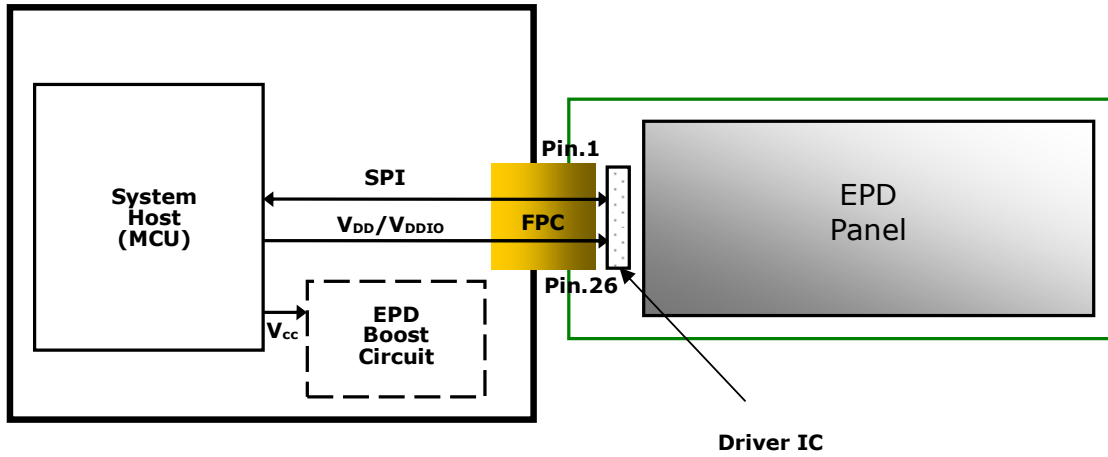 Pin.1
SPI
System
Host
(MCU)
VDD/VDDIO
FPC
EPD
Panel
Pin.26
Vcc
EPD
Boost
Circuit
Driver IC